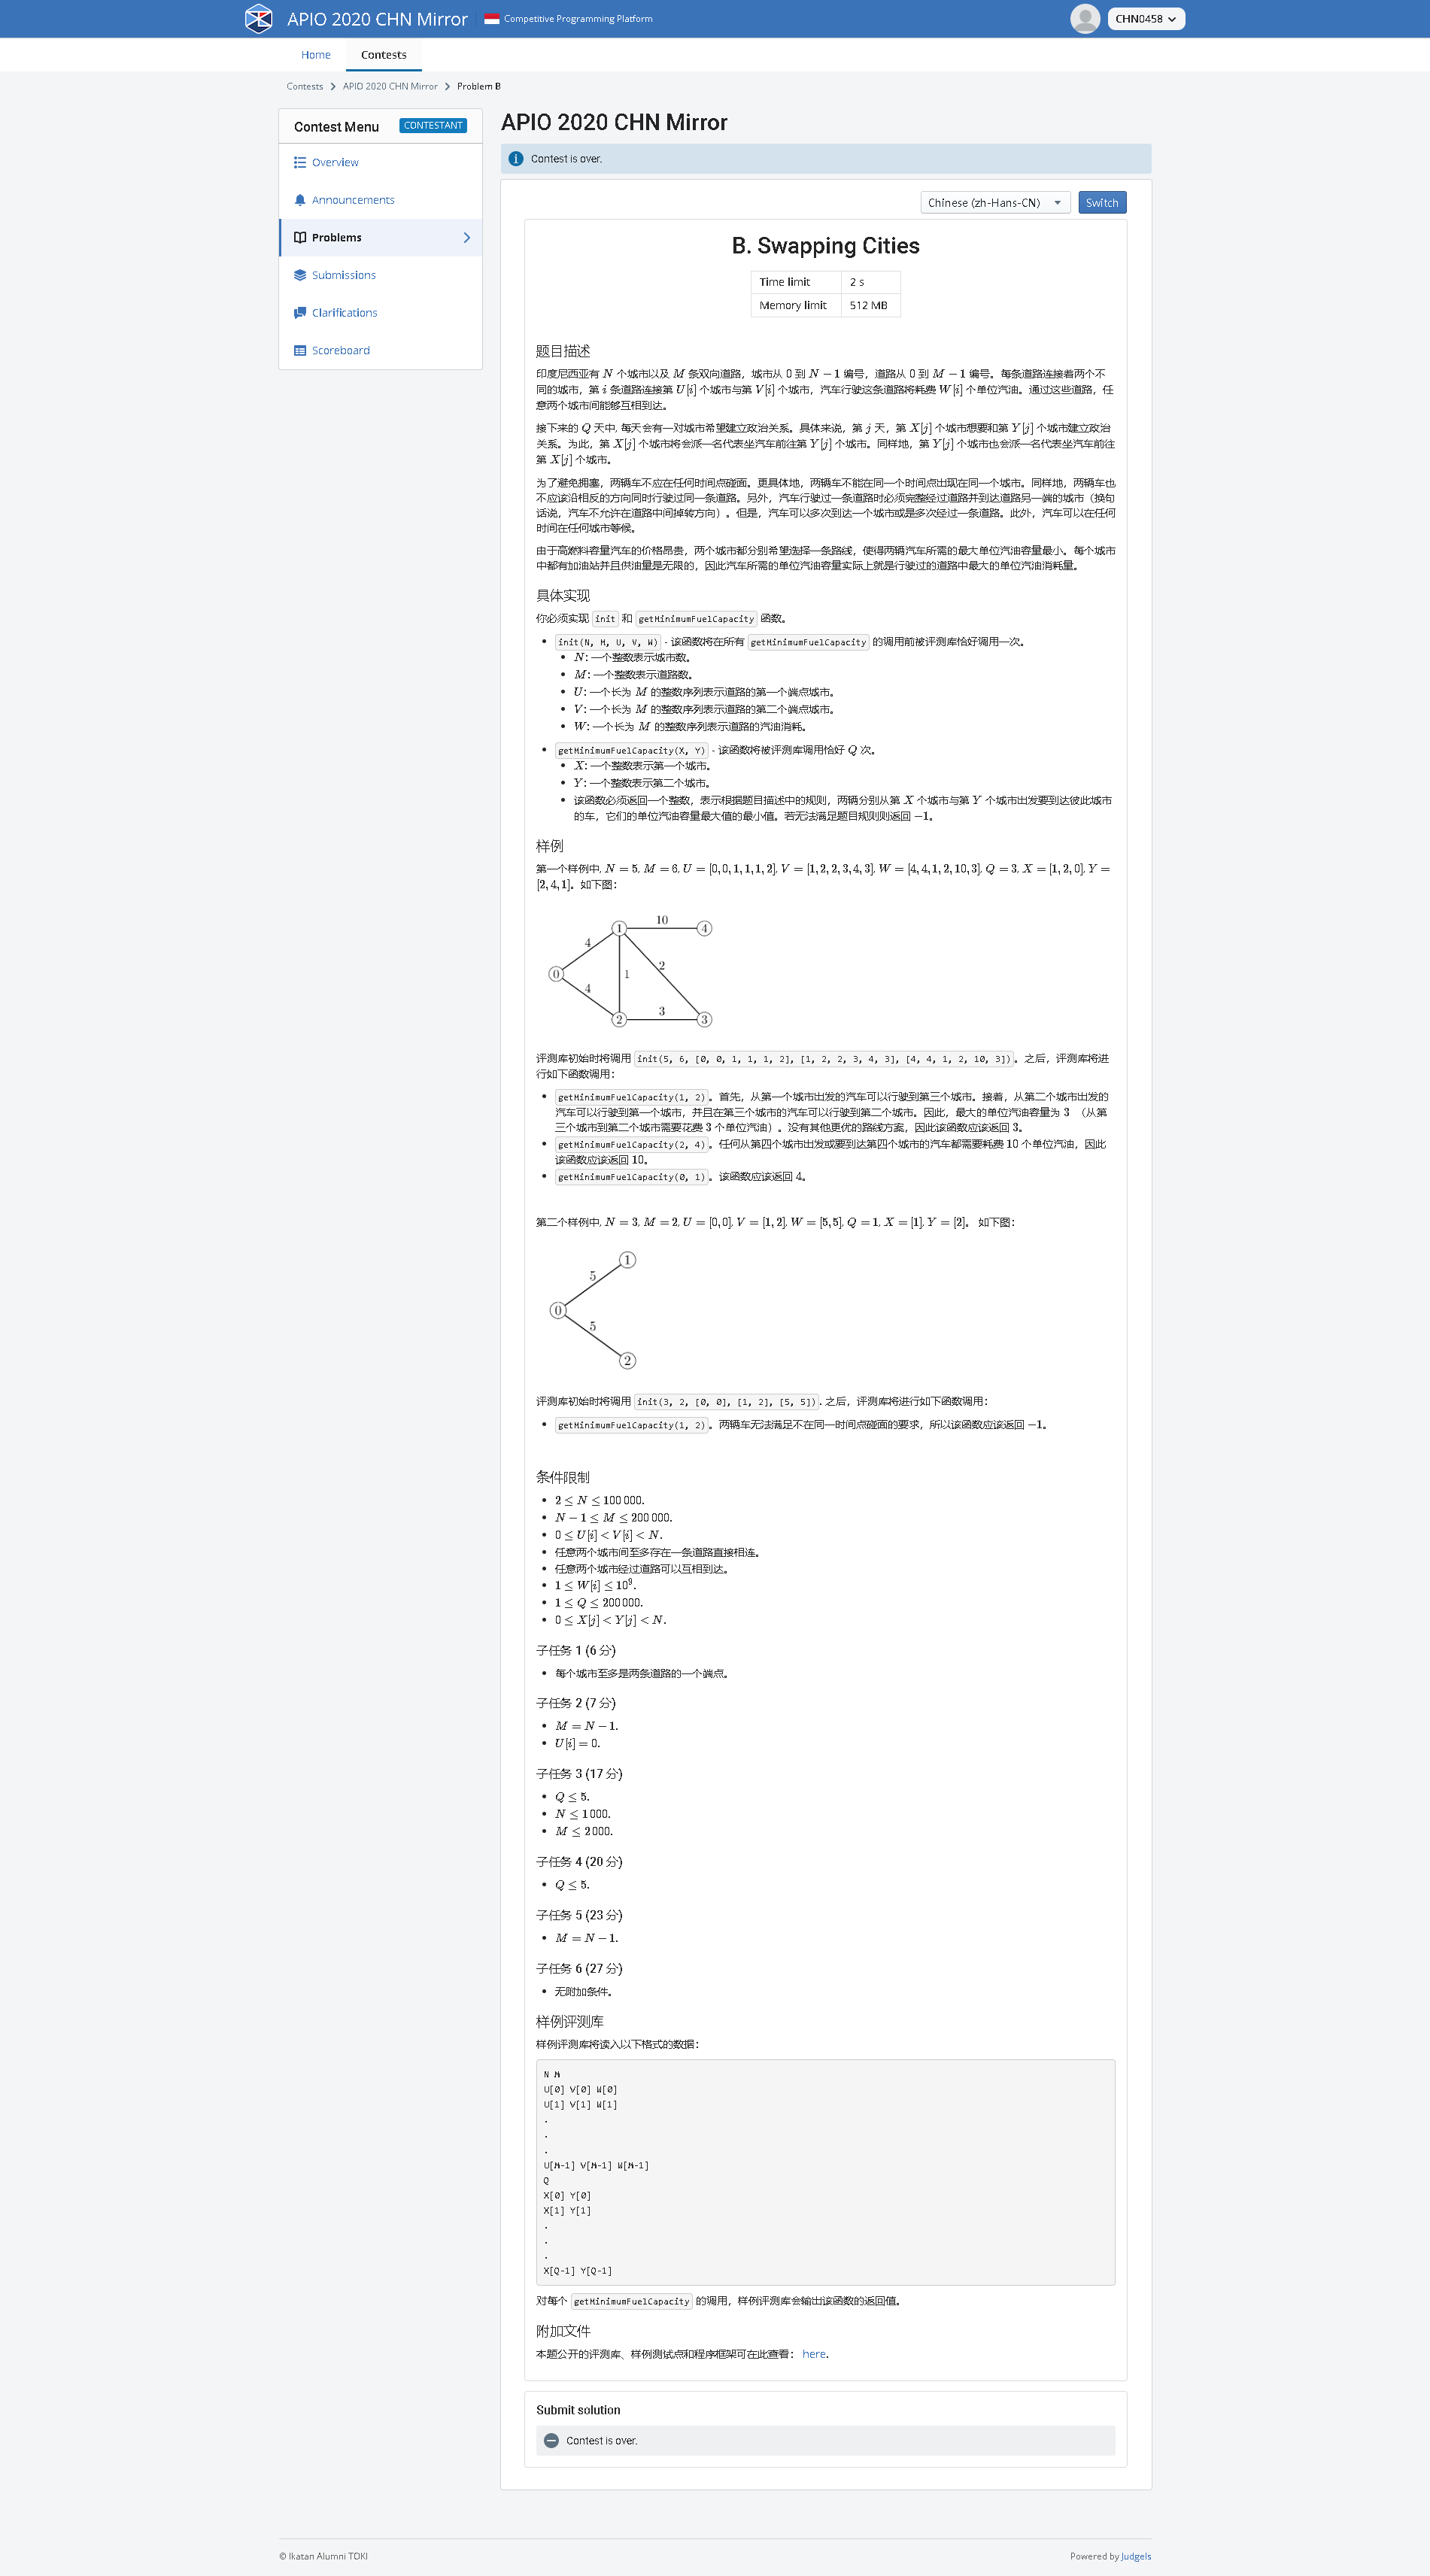 APIO 2020 CHN Mirror
Competitive Programming Platform
CHN0458
Home
Contests
Contests
APIO 2020 CHN Mirror
Problem B
Contest Menu
CONTESTANT
Overview
Announcements
Problems
Submissions
Clarifications
Scoreboard
APIO 2020 CHN Mirror
Contest is over.
Chinese (zh-Hans-CN)
Switch
B. Swapping Cities
Time limit 2 s
Memory limit 512 MB
题目描述
印度尼西亚有 N 个城市以及 M 条双向道路，城市从 0 到 N − 1 编号，道路从 0 到 M − 1 编号。每条道路连接着两个不
同的城市，第 i 条道路连接第 U[i] 个城市与第 V[i] 个城市，汽车行驶这条道路将耗费 W[i] 个单位汽油。通过这些道路，任
意两个城市间能够互相到达。
接下来的 Q 天中, 每天会有一对城市希望建立政治关系。具体来说，第 j 天，第 X[j] 个城市想要和第 Y[j] 个城市建立政治
关系。为此，第 X[j] 个城市将会派一名代表坐汽车前往第 Y[j] 个城市。同样地，第 Y[j] 个城市也会派一名代表坐汽车前往
第 X[j] 个城市。
为了避免拥塞，两辆车不应在任何时间点碰面。更具体地，两辆车不能在同一个时间点出现在同一个城市。同样地，两辆车也
不应该沿相反的方向同时行驶过同一条道路。另外，汽车行驶过一条道路时必须完整经过道路并到达道路另一端的城市（换句
话说，汽车不允许在道路中间掉转方向）。但是，汽车可以多次到达一个城市或是多次经过一条道路。此外，汽车可以在任何
时间在任何城市等候。
由于高燃料容量汽车的价格昂贵，两个城市都分别希望选择一条路线，使得两辆汽车所需的最大单位汽油容量最小。每个城市
中都有加油站并且供油量是无限的，因此汽车所需的单位汽油容量实际上就是行驶过的道路中最大的单位汽油消耗量。
具体实现
你必须实现 init 和 getMinimumFuelCapacity 函数。
• init(N, M, U, V, W) - 该函数将在所有 getMinimumFuelCapacity 的调用前被评测库恰好调用一次。
• N: 一个整数表示城市数。
• M: 一个整数表示道路数。
• U: 一个长为 M 的整数序列表示道路的第一个端点城市。
• V: 一个长为 M 的整数序列表示道路的第二个端点城市。
• W: 一个长为 M 的整数序列表示道路的汽油消耗。
• getMinimumFuelCapacity(X, Y) - 该函数将被评测库调用恰好 Q 次。
• X: 一个整数表示第一个城市。
• Y: 一个整数表示第二个城市。
• 该函数必须返回一个整数，表示根据题目描述中的规则，两辆分别从第 X 个城市与第 Y 个城市出发要到达彼此城市
的车，它们的单位汽油容量最大值的最小值。若无法满足题目规则则返回 −1。
样例
第一个样例中, N = 5, M = 6, U = [0, 0, 1, 1, 1, 2], V = [1, 2, 2, 3, 4, 3], W = [4, 4, 1, 2, 10, 3], Q = 3, X = [1, 2, 0], Y =
[2, 4, 1]。如下图：
10
1
4
4
2
0
1
4
3
2
3
评测库初始时将调用 init(5, 6, [0, 0, 1, 1, 1, 2], [1, 2, 2, 3, 4, 3], [4, 4, 1, 2, 10, 3])。之后，评测库将进
行如下函数调用：
• getMinimumFuelCapacity(1, 2)。首先，从第一个城市出发的汽车可以行驶到第三个城市。接着，从第二个城市出发的
汽车可以行驶到第一个城市，并且在第三个城市的汽车可以行驶到第二个城市。因此，最大的单位汽油容量为 3 （从第
三个城市到第二个城市需要花费 3 个单位汽油）。没有其他更优的路线方案，因此该函数应该返回 3。
• getMinimumFuelCapacity(2, 4)。任何从第四个城市出发或要到达第四个城市的汽车都需要耗费 10 个单位汽油，因此
该函数应该返回 10。
• getMinimumFuelCapacity(0, 1)。该函数应该返回 4。
第二个样例中, N = 3, M = 2, U = [0, 0], V = [1, 2], W = [5, 5], Q = 1, X = [1], Y = [2]。 如下图：
1
5
0
5
2
评测库初始时将调用 init(3, 2, [0, 0], [1, 2], [5, 5]). 之后，评测库将进行如下函数调用：
• getMinimumFuelCapacity(1, 2)。两辆车无法满足不在同一时间点碰面的要求，所以该函数应该返回 −1。
条件限制
• 2 ≤ N ≤ 100 000.
• N − 1 ≤ M ≤ 200 000.
• 0 ≤ U[i] < V[i] < N.
• 任意两个城市间至多存在一条道路直接相连。
• 任意两个城市经过道路可以互相到达。
• 1 ≤ W[i] ≤ 10⁹.
• 1 ≤ Q ≤ 200 000.
• 0 ≤ X[j] < Y[j] < N.
子任务 1 (6 分)
• 每个城市至多是两条道路的一个端点。
子任务 2 (7 分)
• M = N − 1.
• U[i] = 0.
子任务 3 (17 分)
• Q ≤ 5.
• N ≤ 1 000.
• M ≤ 2 000.
子任务 4 (20 分)
• Q ≤ 5.
子任务 5 (23 分)
• M = N − 1.
子任务 6 (27 分)
• 无附加条件。
样例评测库
样例评测库将读入以下格式的数据：
N M
U[0] V[0] W[0]
U[1] V[1] W[1]
.
.
.
U[M-1] V[M-1] W[M-1]
Q
X[0] Y[0]
X[1] Y[1]
.
.
.
X[Q-1] Y[Q-1]
对每个 getMinimumFuelCapacity 的调用，样例评测库会输出该函数的返回值。
附加文件
本题公开的评测库、样例测试点和程序框架可在此查看： here.
Submit solution
Contest is over.
© Ikatan Alumni TOKI
Powered by Judgels